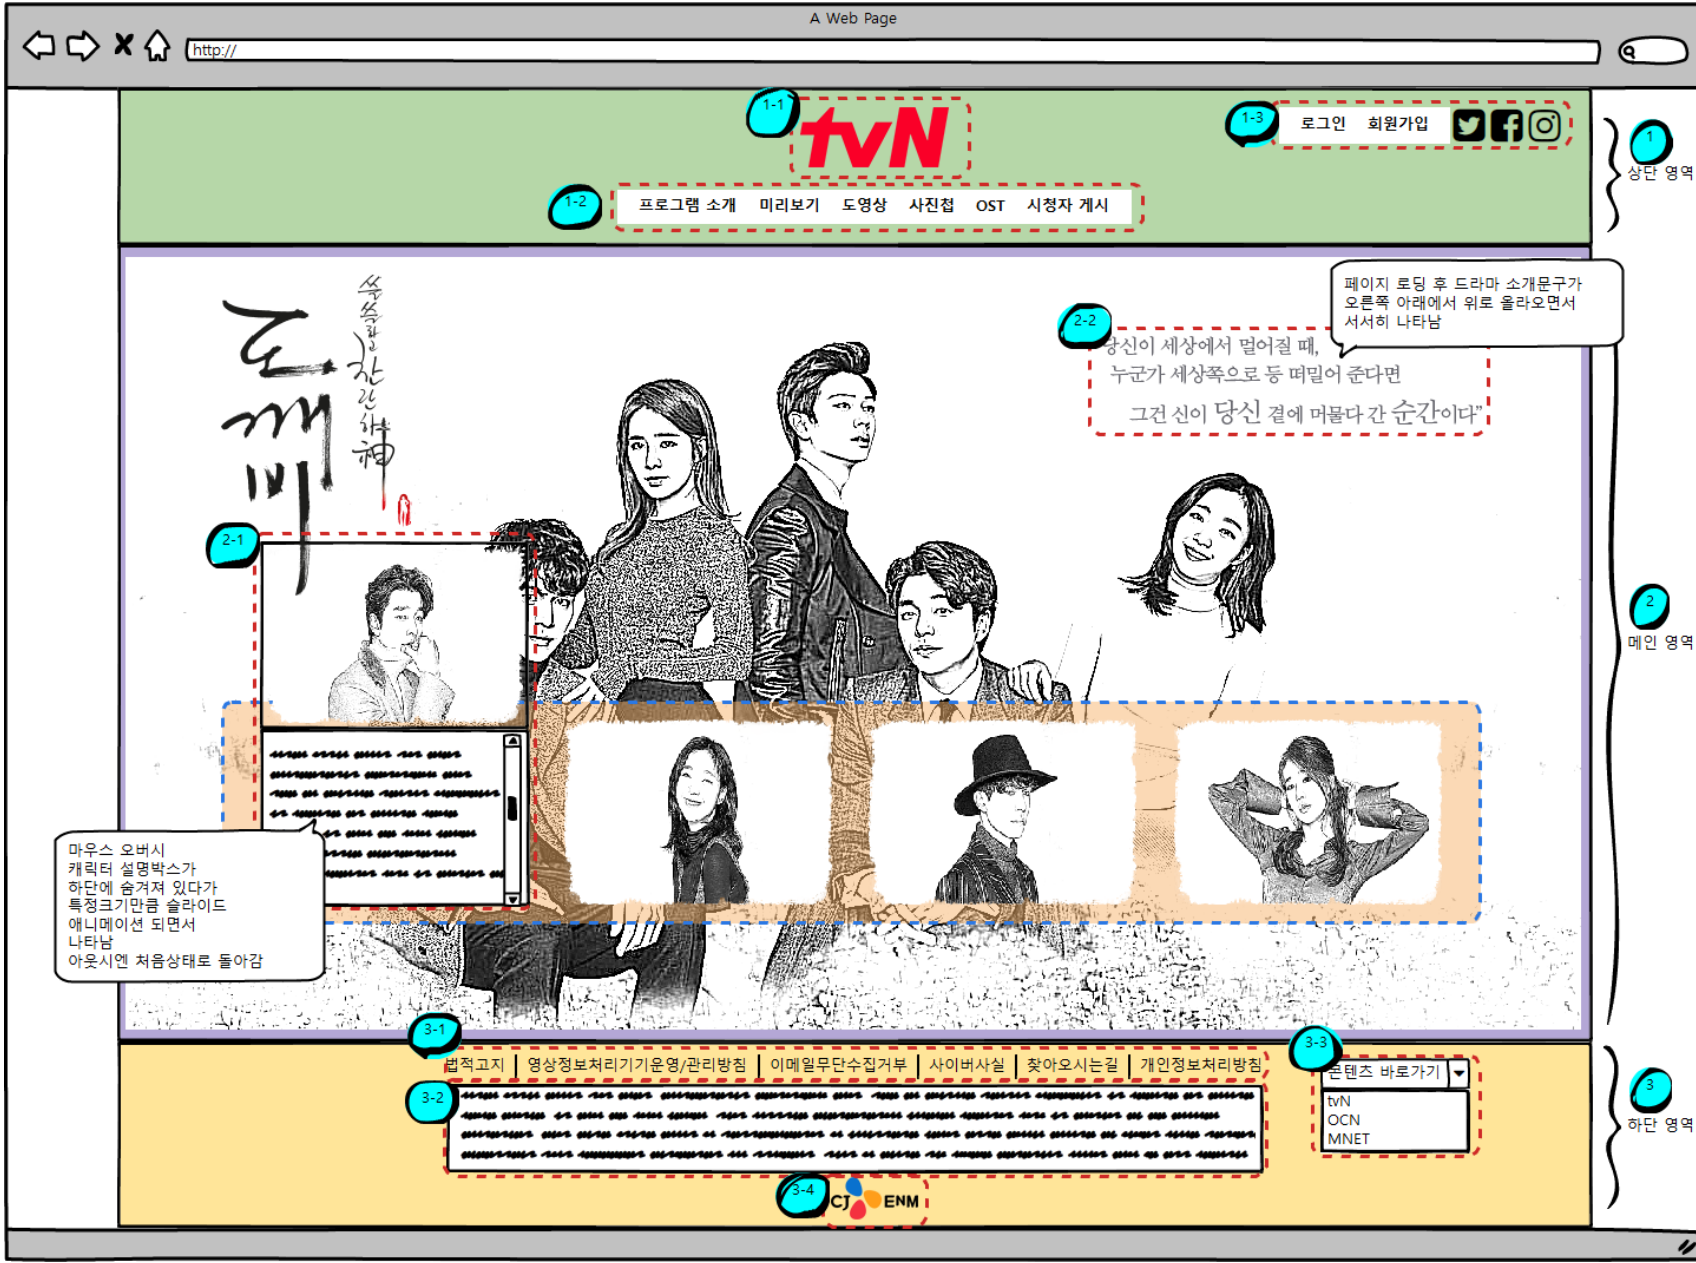 A Web Page
http://
1-1
tvN
1-3
로그인 회원가입
1
상단 영역
1-2
프로그램 소개 미리보기 도영상 사진첩 OST 시청자 게시
쓸쓸하고 찬란하神
도깨비
페이지 로딩 후 드라마 소개문구가
오른쪽 아래에서 위로 올라오면서
서서히 나타남
2-2
당신이 세상에서 멀어질 때,
누군가 세상쪽으로 등 떠밀어 준다면
그건 신이 당신 곁에 머물다 간 순간이다”
2-1
2
메인 영역
마우스 오버시
캐릭터 설명박스가
하단에 숨겨져 있다가
특정크기만큼 슬라이드
애니메이션 되면서
나타남
아웃시엔 처음상태로 돌아감
3-1
법적고지 | 영상정보처리기기운영/관리방침 | 이메일무단수집거부 | 사이버사실 | 찾아오시는길 | 개인정보처리방침
3-3
콘텐츠 바로가기
tvN
OCN
MNET
3-2
3
하단 영역
3-4
CJ ENM